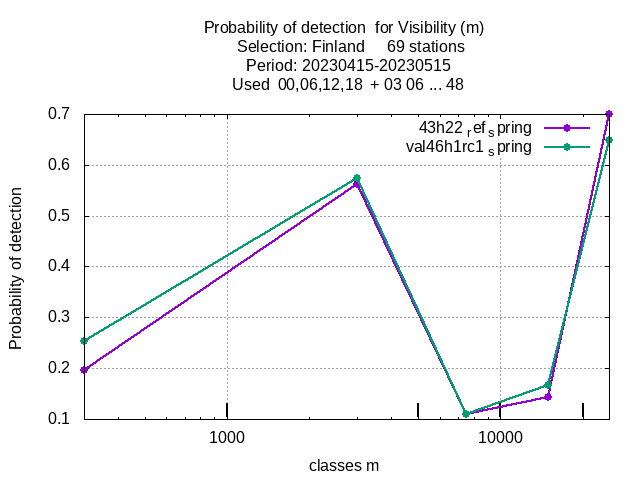 Probability of detection  for Visibility (m)
Selection: Finland     69 stations
Period: 20230415-20230515
Used  00,06,12,18  + 03 06 ... 48
43h22 ref spring
val46h1rc1 spring
Probability of detection
0.7
0.6
0.5
0.4
0.3
0.2
0.1
1000
10000
classes m